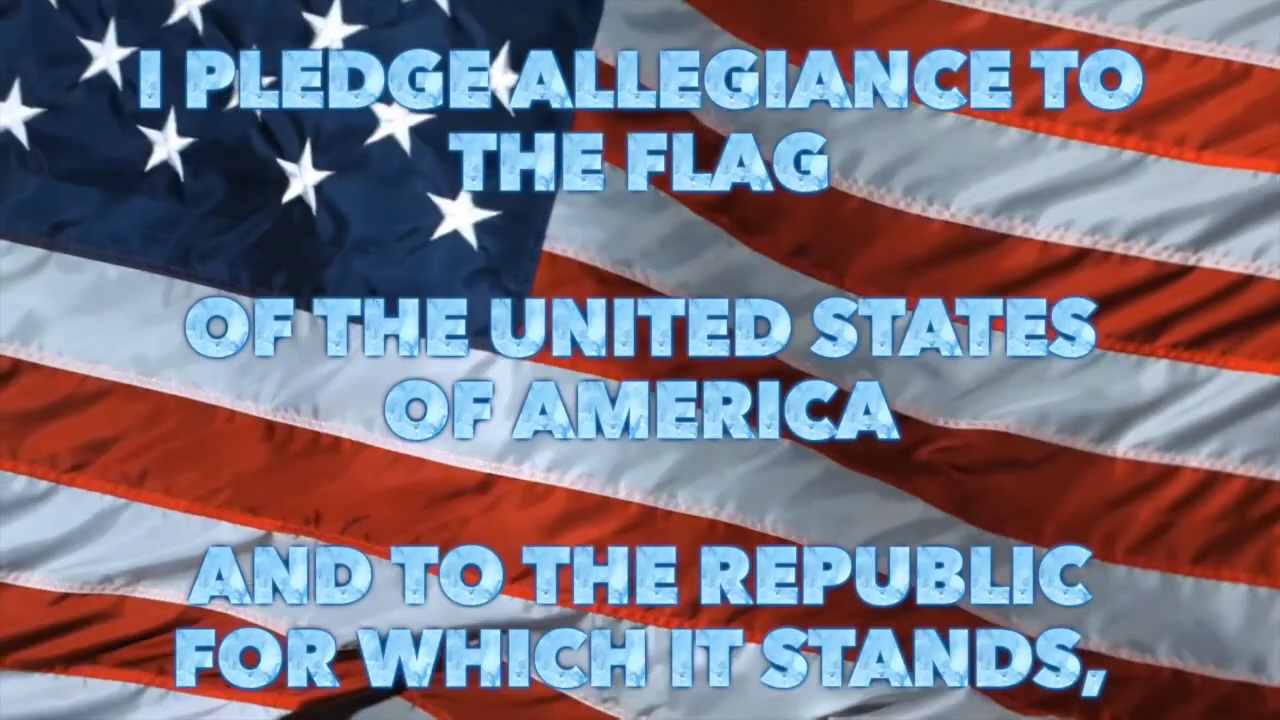 I PLEDGE ALLEGIANCE TO
THE FLAG
OF THE UNITED STATES
OF AMERICA
AND TO THE REPUBLIC
FOR WHICH IT STANDS,